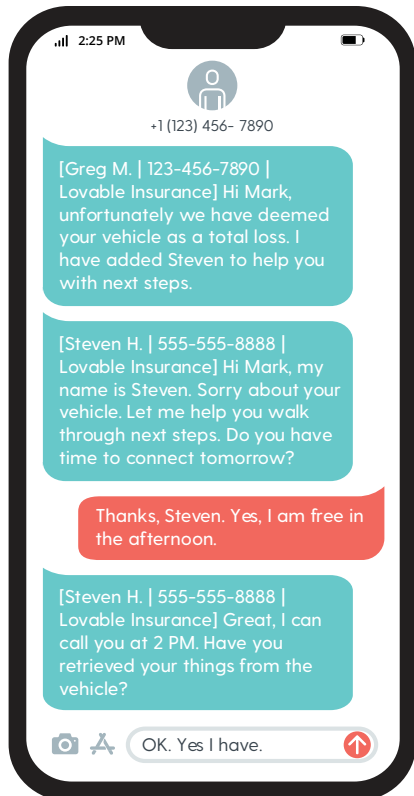 2:25 PM
+1 (123) 456- 7890
[Greg M. | 123-456-7890 |
Lovable Insurance] Hi Mark,
unfortunately we have deemed
your vehicle as a total loss. I
have added Steven to help you
with next steps.
[Steven H. | 555-555-8888 |
Lovable Insurance] Hi Mark, my
name is Steven. Sorry about your
vehicle. Let me help you walk
through next steps. Do you have
time to connect tomorrow?
Thanks, Steven. Yes, I am free in
the afternoon.
[Steven H. | 555-555-8888 |
Lovable Insurance] Great, I can
call you at 2 PM. Have you
retrieved your things from the
vehicle?
OK. Yes I have.